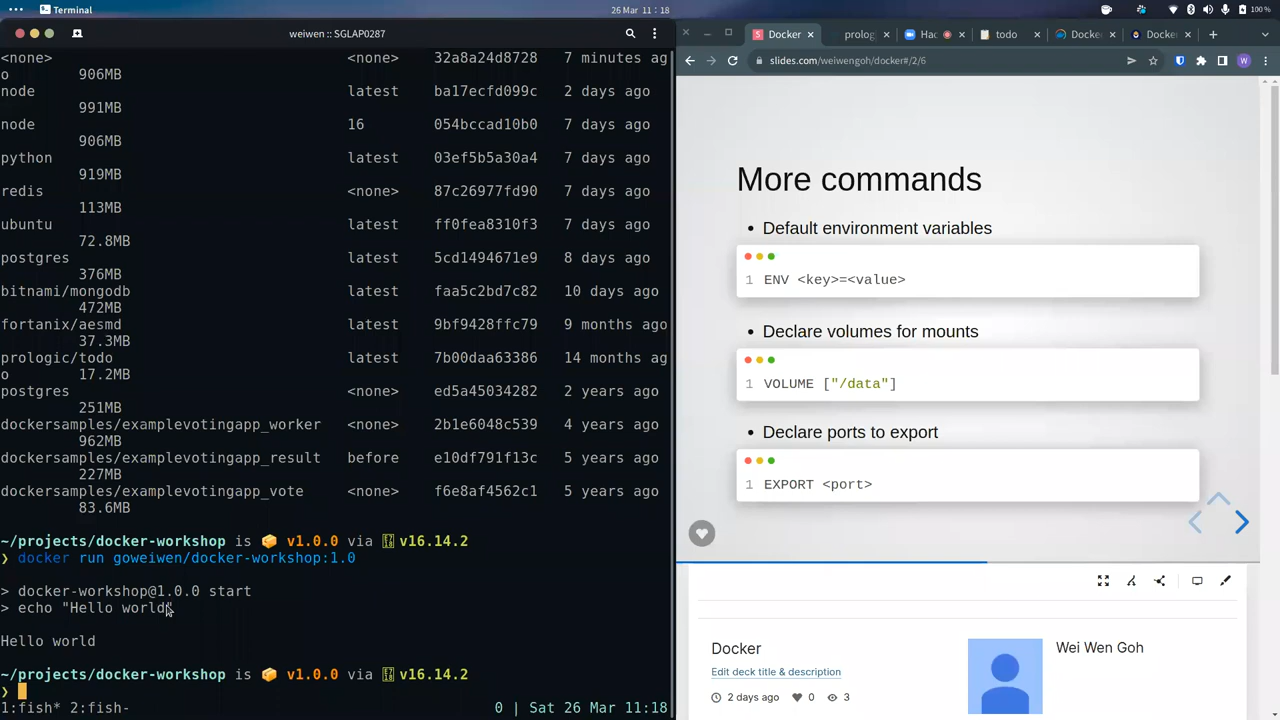 Terminal
26 Mar 11:18
100 %
weiwen :: SGLAP0287
<none> <none> 32a8a24d8728 7 minutes ag
o 906MB
node latest ba17ecfd099c 2 days ago
991MB
node 16 054bccad10b0 7 days ago
906MB
python latest 03ef5b5a30a4 7 days ago
919MB
redis <none> 87c26977fd90 7 days ago
113MB
ubuntu latest ff0fea8310f3 7 days ago
72.8MB
postgres latest 5cd1494671e9 8 days ago
376MB
bitnami/mongodb latest faa5c2bd7c82 10 days ago
472MB
fortanix/aesmd latest 9bf9428ffc79 9 months ago
37.3MB
prologic/todo latest 7b00daa63386 14 months ag
o 17.2MB
postgres <none> ed5a45034282 2 years ago
251MB
dockersamples/examplevotingapp_worker <none> 2b1e6048c539 4 years ago
962MB
dockersamples/examplevotingapp_result before e10df791f13c 5 years ago
227MB
dockersamples/examplevotingapp_vote <none> f6e8af4562c1 5 years ago
83.6MB
~/projects/docker-workshop is v1.0.0 via v16.14.2
❯ docker run goweiwen/docker-workshop:1.0
> docker-workshop@1.0.0 start
> echo "Hello world"
Hello world
~/projects/docker-workshop is v1.0.0 via v16.14.2
❯
1:fish* 2:fish- 0 | Sat 26 Mar 11:18
Docker
prolog
Hac
todo
Docke
Docke
slides.com/weiwengoh/docker#/2/6
W
More commands
• Default environment variables
1 ENV <key>=<value>
• Declare volumes for mounts
1 VOLUME ["/data"]
• Declare ports to export
1 EXPORT <port>
Docker
Edit deck title & description
2 days ago 0 3
Wei Wen Goh